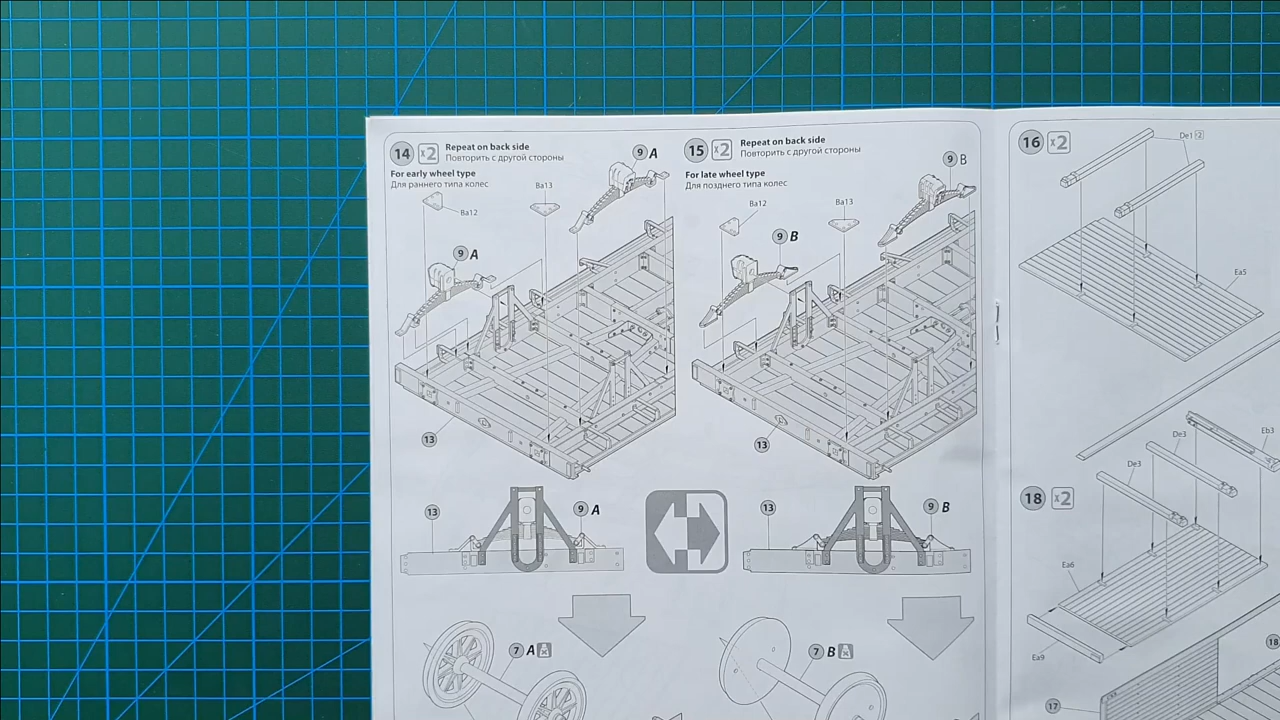 14 x2 Repeat on back side
Повторить с другой стороны
For early wheel type
Для раннего типа колес
9 A
Ba13
Ba12
9 A
13
13
9 A
7 A
15 x2 Repeat on back side
Повторить с другой стороны
For late wheel type
Для позднего типа колес
9 B
Ba12
Ba13
9 B
13
13
9 B
7 B
16 x2
De1 2
Ea5
Eb3
De3
De3
18 x2
Ea6
Ea9
18
17